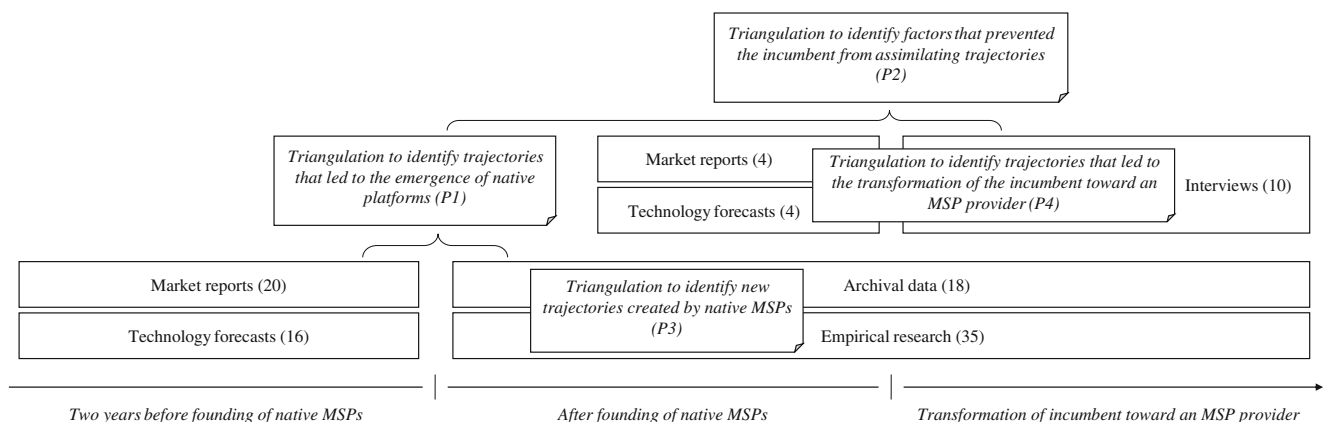 Triangulation to identify factors that prevented
the incumbent from assimilating trajectories
(P2)
Triangulation to identify trajectories
that led to the emergence of native
platforms (P1)
Market reports (4)
Technology forecasts (4)
Triangulation to identify trajectories that led to
the transformation of the incumbent toward an
MSP provider (P4)
Interviews (10)
Market reports (20)
Technology forecasts (16)
Triangulation to identify new
trajectories created by native MSPs
(P3)
Archival data (18)
Empirical research (35)
Two years before founding of native MSPs
After founding of native MSPs
Transformation of incumbent toward an MSP provider